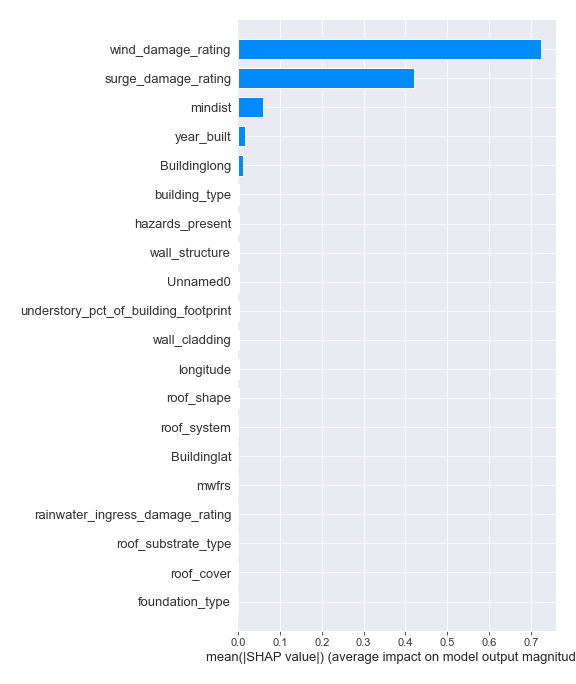 wind_damage_rating
surge_damage_rating
mindist
year_built
Buildinglong
building_type
hazards_present
wall_structure
Unnamed0
understory_pct_of_building_footprint
wall_cladding
longitude
roof_shape
roof_system
Buildinglat
mwfrs
rainwater_ingress_damage_rating
roof_substrate_type
roof_cover
foundation_type
0.0 0.1 0.2 0.3 0.4 0.5 0.6 0.7
mean(|SHAP value|) (average impact on model output magnitud